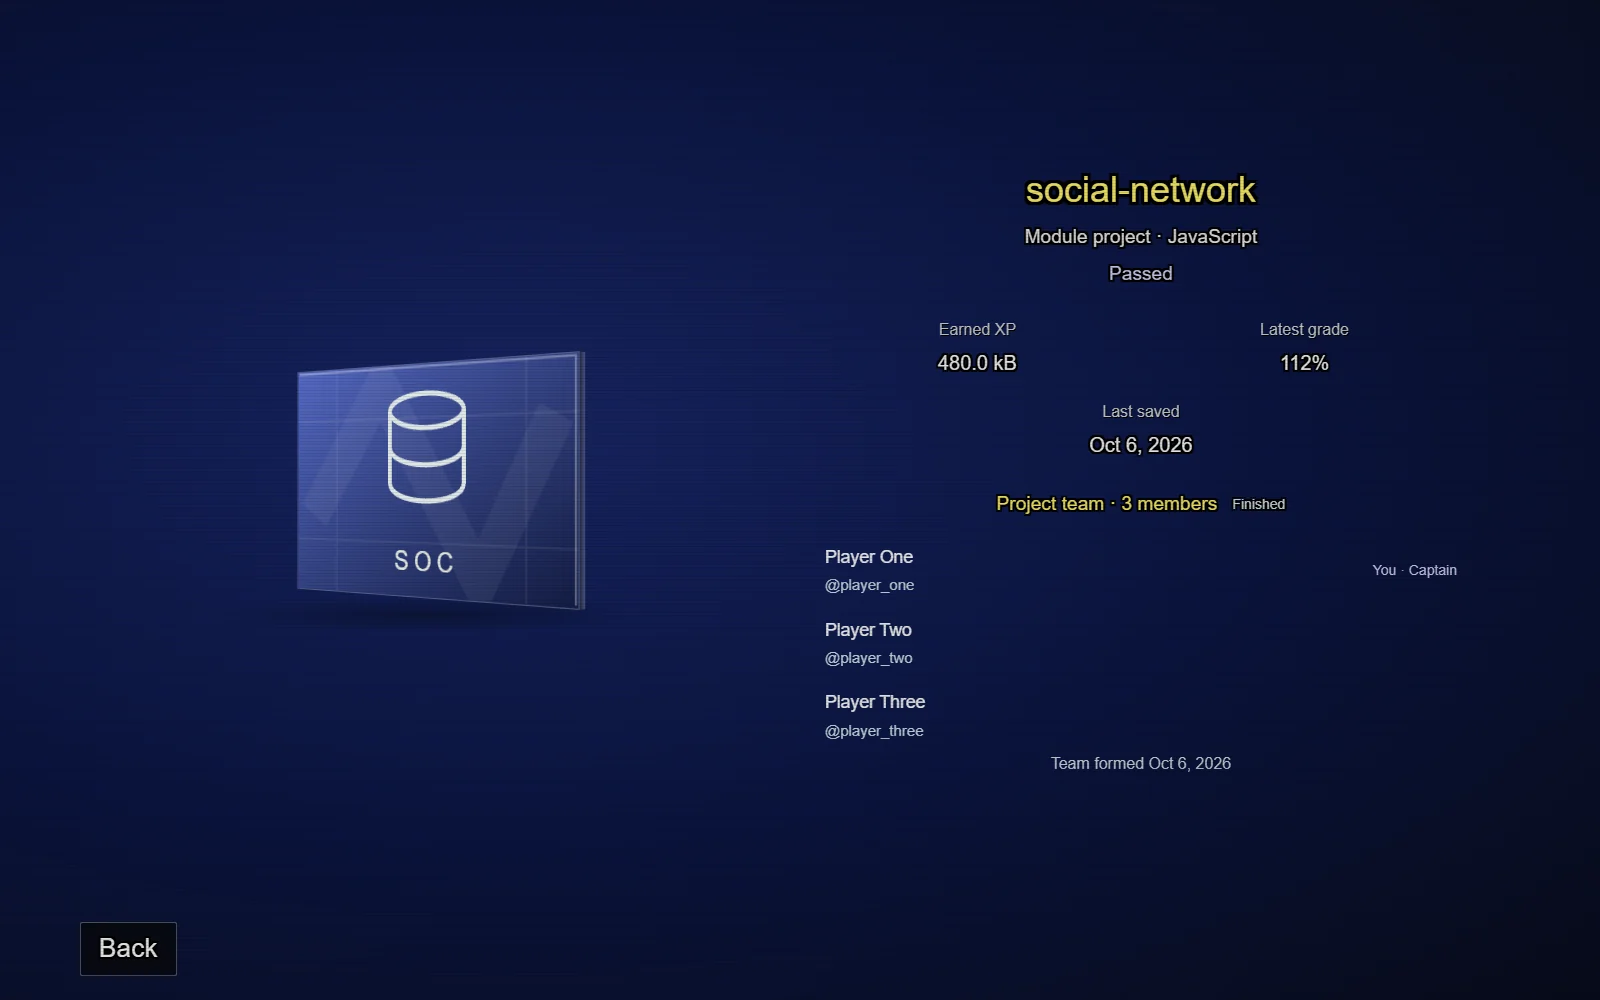 social-network
Module project · JavaScript
Passed
Earned XP
480.0 kB
Latest grade
112%
Last saved
Oct 6, 2026
Project team · 3 members Finished
Player One
@player_one
You · Captain
Player Two
@player_two
Player Three
@player_three
Team formed Oct 6, 2026
SOC
Back